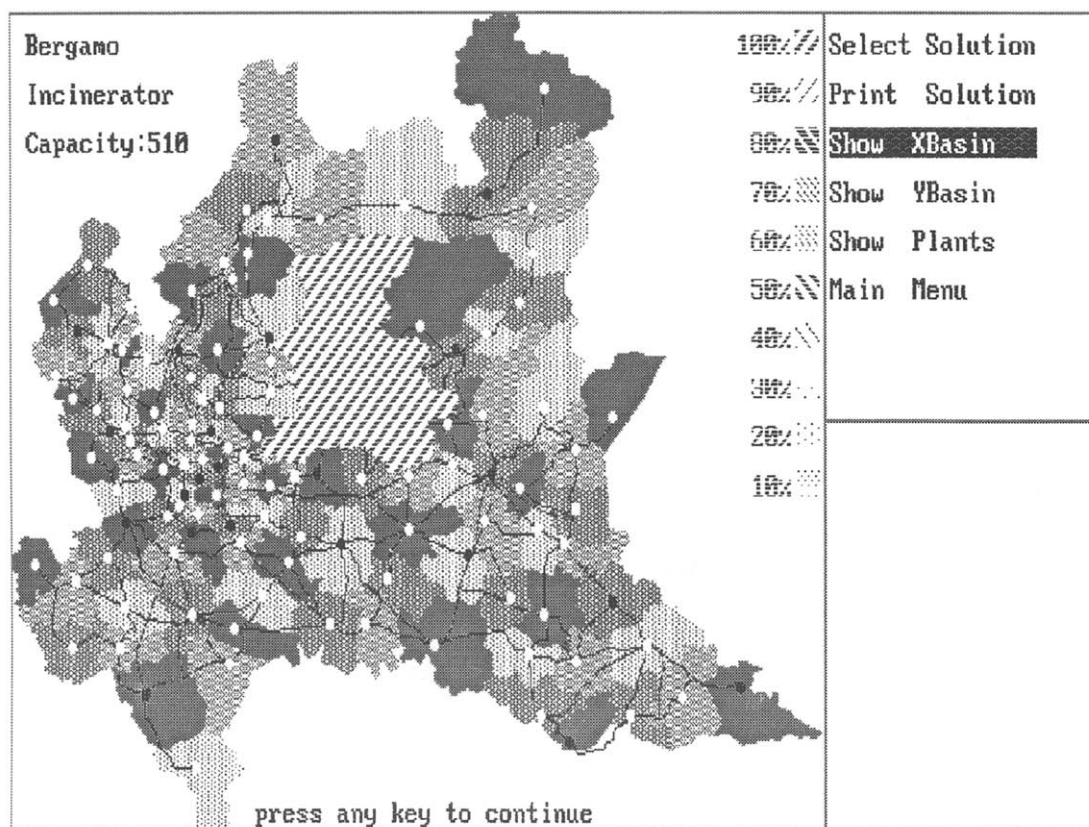 Bergamo
Incinerator
Capacity:510
100%
90%
80%
70%
60%
50%
40%
30%
20%
10%
Select Solution
Print Solution
Show XBasin
Show YBasin
Show Plants
Main Menu
press any key to continue